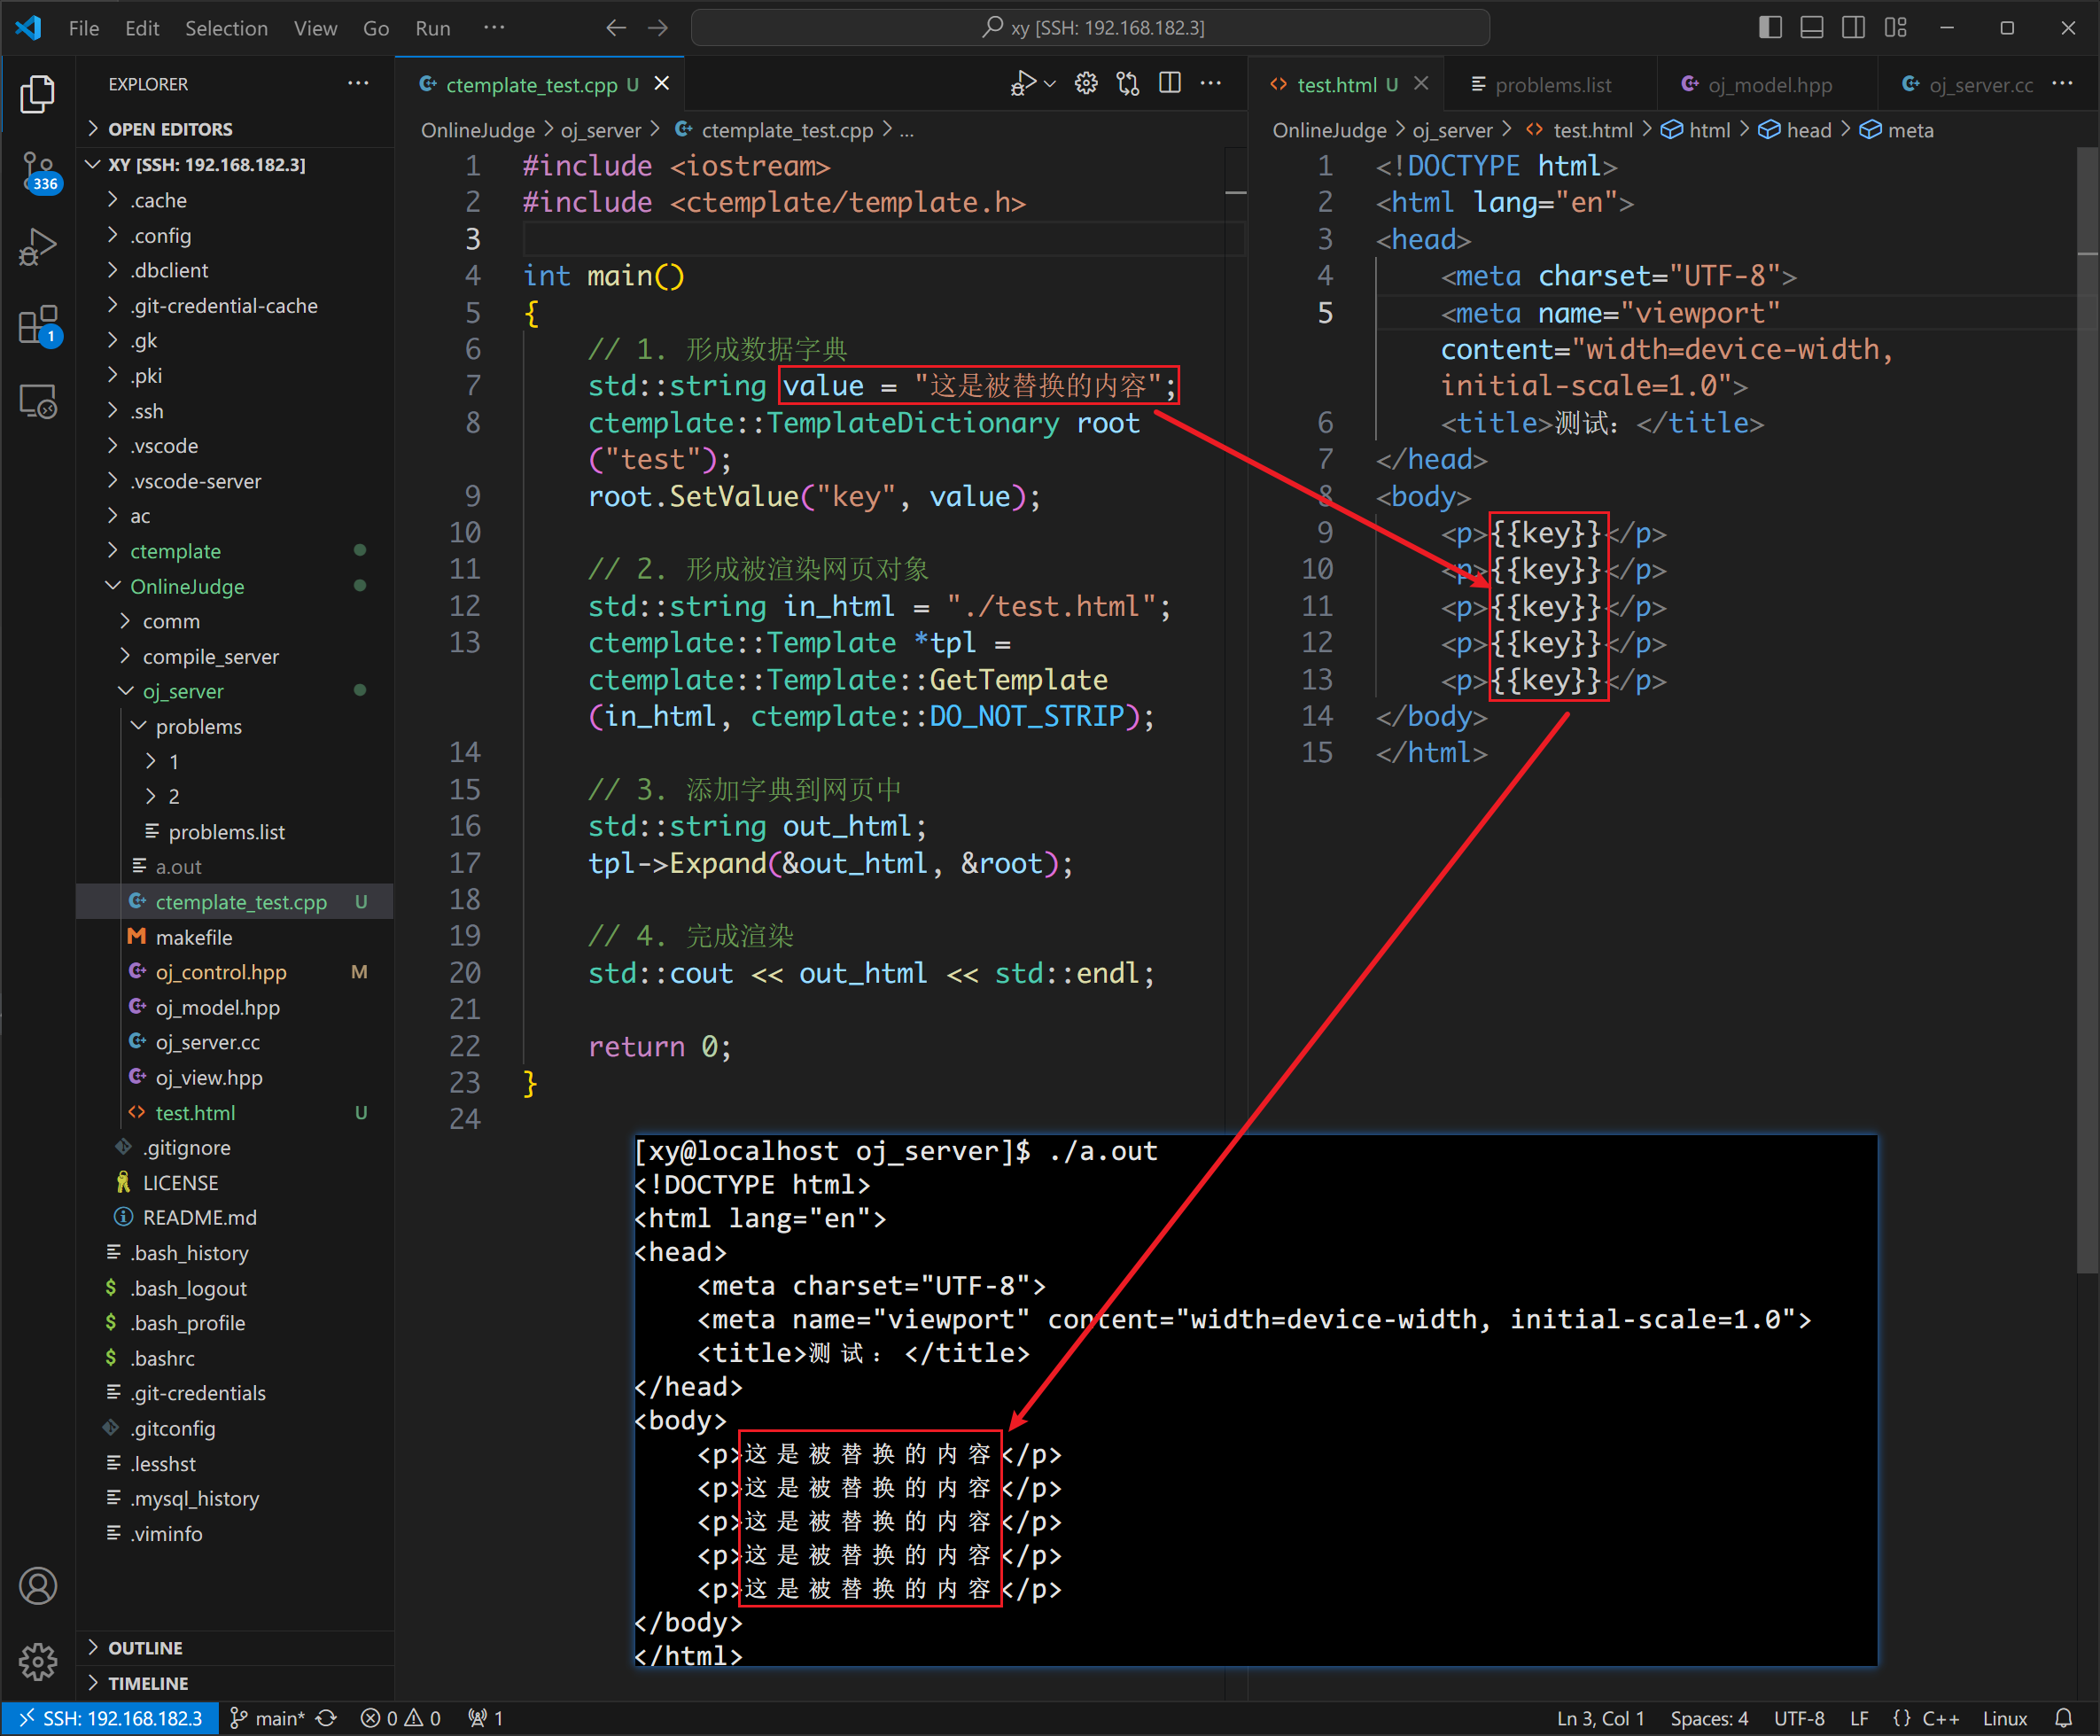 File Edit Selection View Go Run ···
xy [SSH: 192.168.182.3]
EXPLORER
OPEN EDITORS
XY [SSH: 192.168.182.3]
.cache
.config
.dbclient
.git-credential-cache
.gk
.pki
.ssh
.vscode
.vscode-server
ac
ctemplate
OnlineJudge
comm
compile_server
oj_server
problems
1
2
problems.list
a.out
ctemplate_test.cpp U
makefile
oj_control.hpp M
oj_model.hpp
oj_server.cc
oj_view.hpp
test.html U
.gitignore
LICENSE
README.md
.bash_history
.bash_logout
.bash_profile
.bashrc
.git-credentials
.gitconfig
.lesshst
.mysql_history
.viminfo
OUTLINE
TIMELINE
336
1
ctemplate_test.cpp U
OnlineJudge > oj_server > ctemplate_test.cpp > ...
1 #include <iostream>
2 #include <ctemplate/template.h>
3
4 int main()
5 {
6 // 1. 形成数据字典
7 std::string value = "这是被替换的内容";
8 ctemplate::TemplateDictionary root
("test");
9 root.SetValue("key", value);
10
11 // 2. 形成被渲染网页对象
12 std::string in_html = "./test.html";
13 ctemplate::Template *tpl =
ctemplate::Template::GetTemplate
(in_html, ctemplate::DO_NOT_STRIP);
14
15 // 3. 添加字典到网页中
16 std::string out_html;
17 tpl->Expand(&out_html, &root);
18
19 // 4. 完成渲染
20 std::cout << out_html << std::endl;
21
22 return 0;
23 }
24
test.html U problems.list oj_model.hpp oj_server.cc
OnlineJudge > oj_server > test.html > html > head > meta
1 <!DOCTYPE html>
2 <html lang="en">
3 <head>
4 <meta charset="UTF-8">
5 <meta name="viewport"
content="width=device-width,
initial-scale=1.0">
6 <title>测试：</title>
7 </head>
8 <body>
9 <p>{{key}}</p>
10 <p>{{key}}</p>
11 <p>{{key}}</p>
12 <p>{{key}}</p>
13 <p>{{key}}</p>
14 </body>
15 </html>
[xy@localhost oj_server]$ ./a.out
<!DOCTYPE html>
<html lang="en">
<head>
<meta charset="UTF-8">
<meta name="viewport" content="width=device-width, initial-scale=1.0">
<title>测试：</title>
</head>
<body>
<p>这是被替换的内容</p>
<p>这是被替换的内容</p>
<p>这是被替换的内容</p>
<p>这是被替换的内容</p>
<p>这是被替换的内容</p>
</body>
</html>
SSH: 192.168.182.3 main* 0 0 1 Ln 3, Col 1 Spaces: 4 UTF-8 LF {} C++ Linux